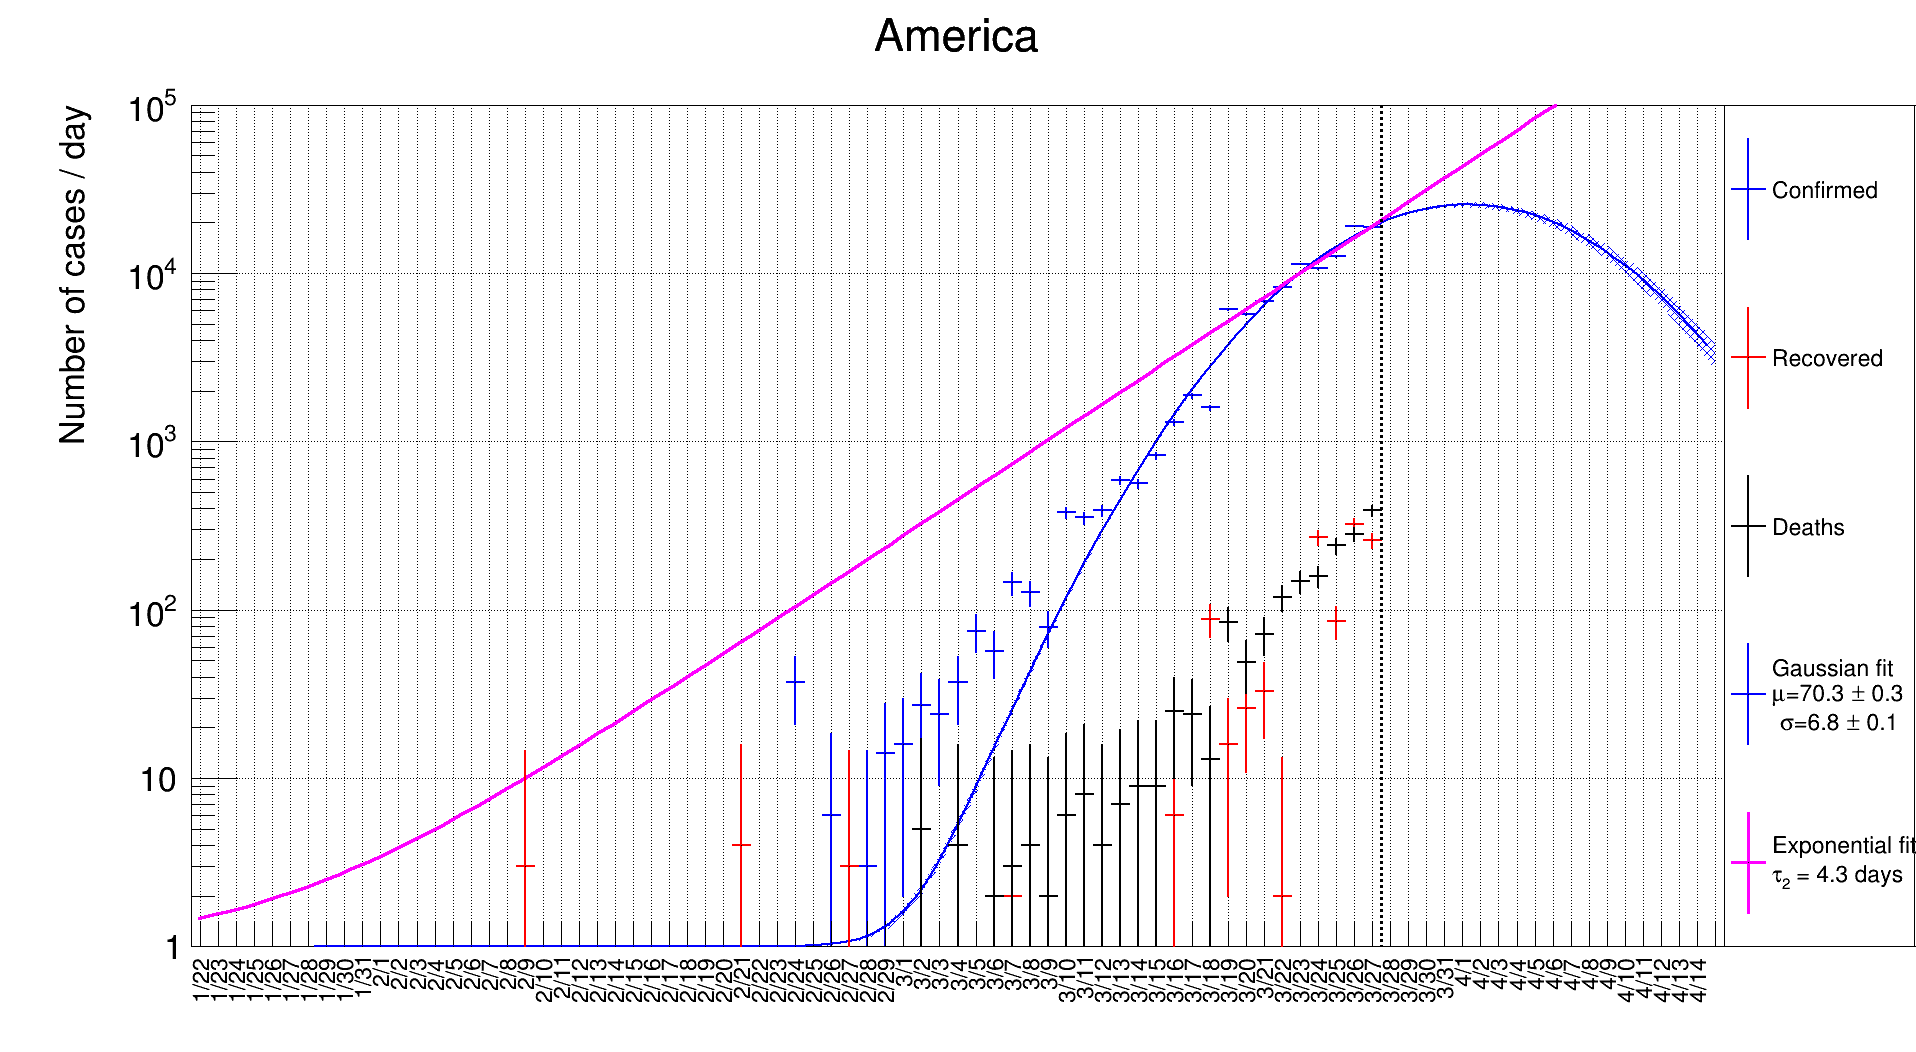 America
Number of cases / day
10⁵
10⁴
10³
10²
10
1
1/22 1/23 1/24 1/25 1/26 1/27 1/28 1/29 1/30 1/31 2/1 2/2 2/3 2/4 2/5 2/6 2/7 2/8 2/9 2/10 2/11 2/12 2/13 2/14 2/15 2/16 2/17 2/18 2/19 2/20 2/21 2/22 2/23 2/24 2/25 2/26 2/27 2/28 2/29 3/1 3/2 3/3 3/4 3/5 3/6 3/7 3/8 3/9 3/10 3/11 3/12 3/13 3/14 3/15 3/16 3/17 3/18 3/19 3/20 3/21 3/22 3/23 3/24 3/25 3/26 3/27 3/28 3/29 3/30 3/31 4/1 4/2 4/3 4/4 4/5 4/6 4/7 4/8 4/9 4/10 4/11 4/12 4/13 4/14
Confirmed
Recovered
Deaths
Gaussian fit
μ=70.3 ± 0.3
σ=6.8 ± 0.1
Exponential fit
τ₂ = 4.3 days